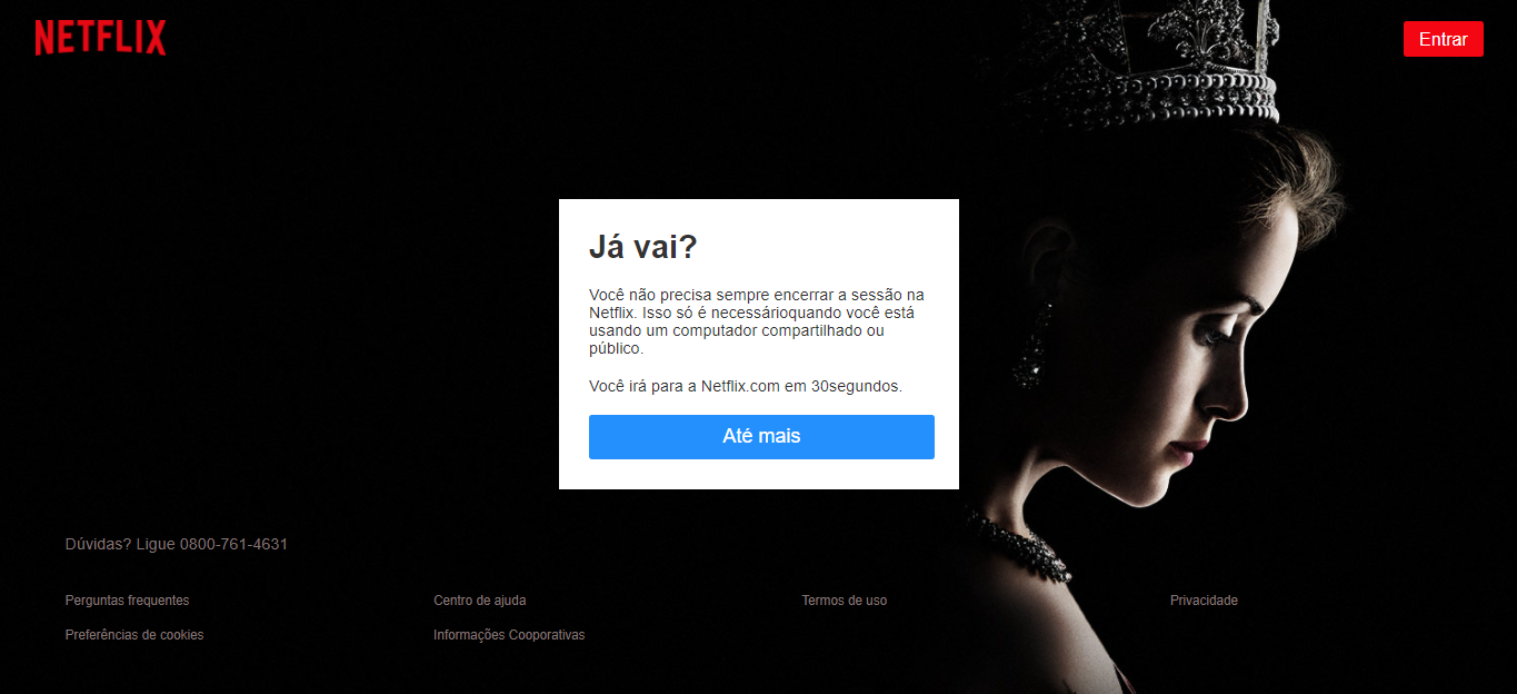 NETFLIX
Entrar
Já vai?
Você não precisa sempre encerrar a sessão na
Netflix. Isso só é necessárioquando você está
usando um computador compartilhado ou
público.
Você irá para a Netflix.com em 30segundos.
Até mais
Dúvidas? Ligue 0800-761-4631
Perguntas frequentes
Centro de ajuda
Termos de uso
Privacidade
Preferências de cookies
Informações Cooporativas